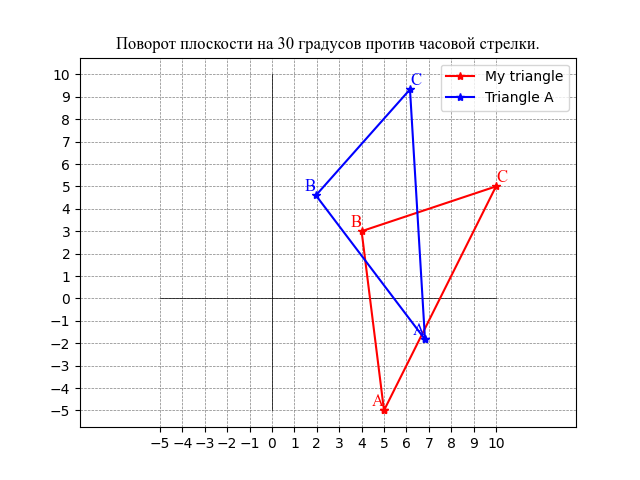 Поворот плоскости на 30 градусов против часовой стрелки.
My triangle
Triangle A
10
9
8
7
6
5
4
3
2
1
0
−1
−2
−3
−4
−5
C
B
C
B
A
A
−5 −4 −3 −2 −1 0 1 2 3 4 5 6 7 8 9 10